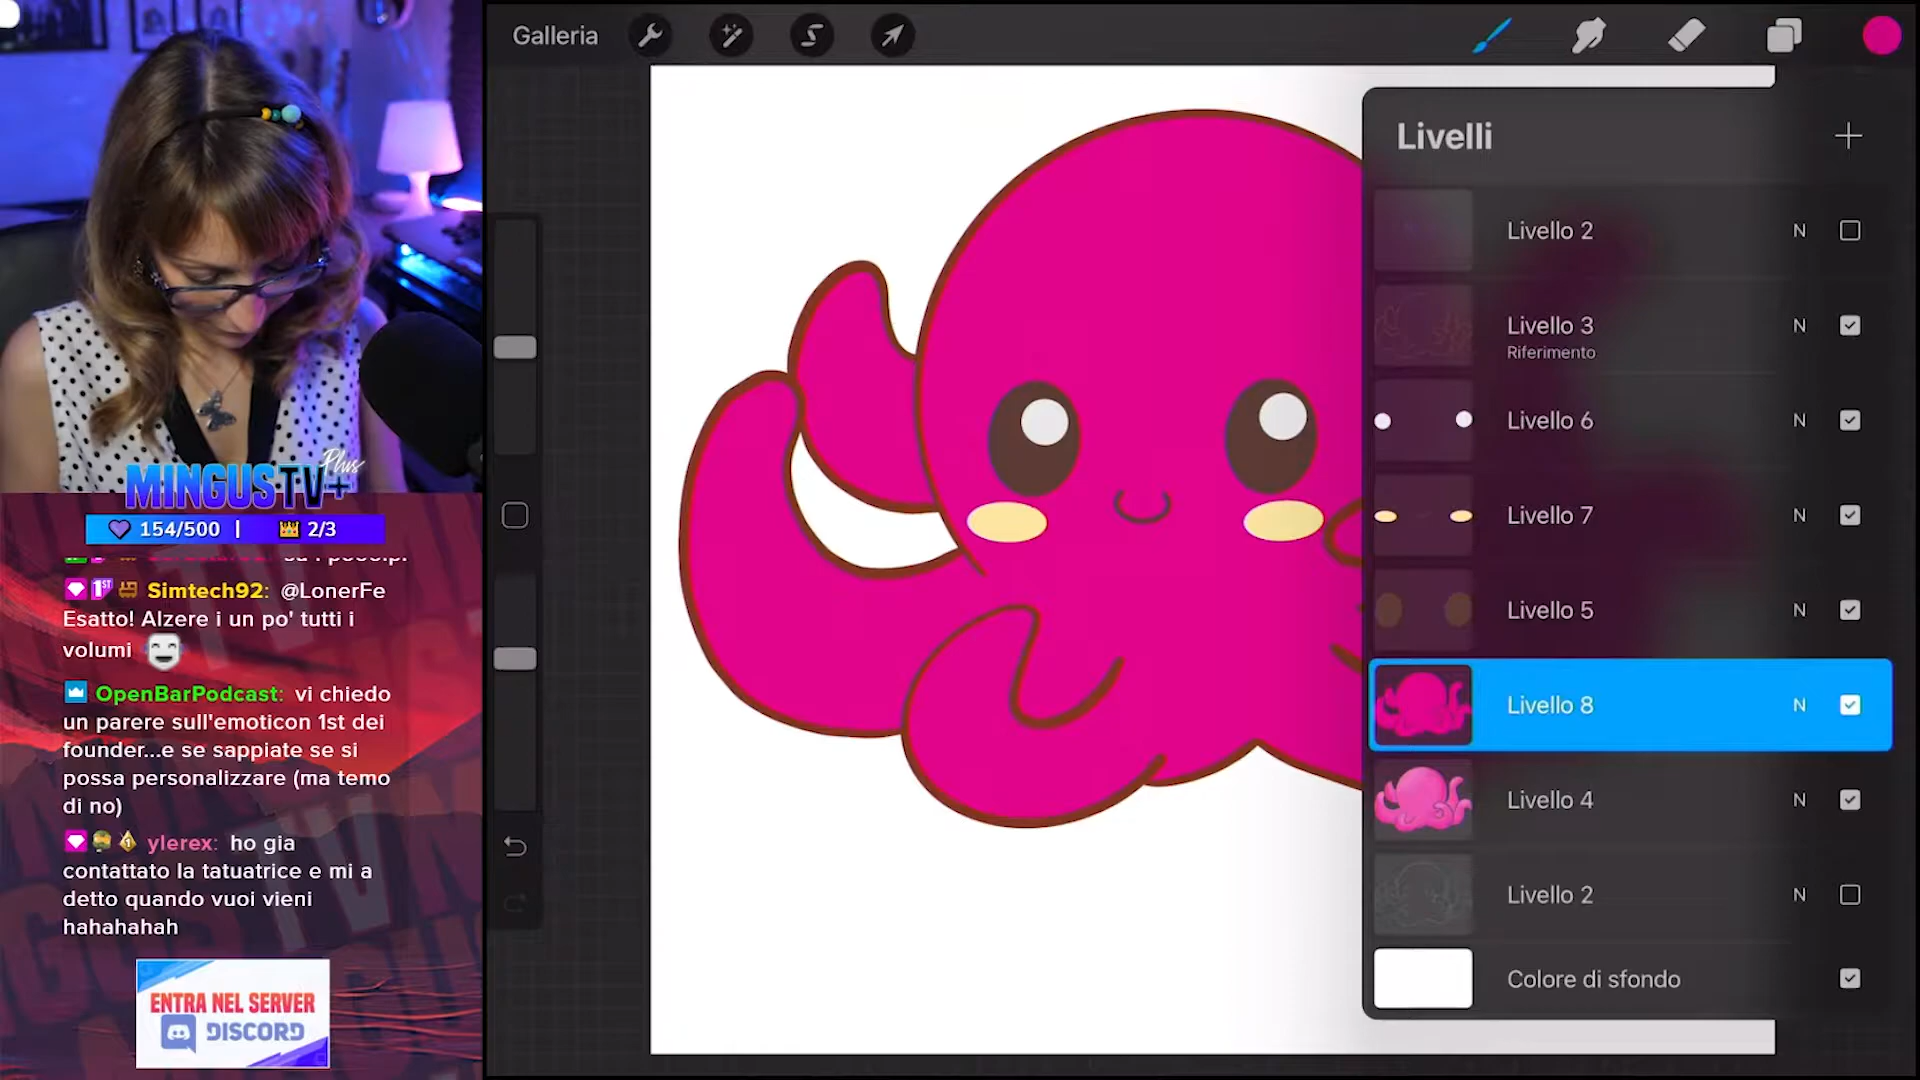 Galleria
Livelli
Livello 2 N
Livello 3 N
Riferimento
Livello 6 N
Livello 7 N
Livello 5 N
Livello 8 N
Livello 4 N
Livello 2 N
Colore di sfondo
MINGUSTV+
Plus
154/500 | 2/3
1ST Simtech92: @LonerFe
Esatto! Alzere i un po' tutti i
volumi
OpenBarPodcast: vi chiedo
un parere sull'emoticon 1st dei
founder...e se sappiate se si
possa personalizzare (ma temo
di no)
ylerex: ho gia
contattato la tatuatrice e mi a
detto quando vuoi vieni
hahahahah
ENTRA NEL SERVER
DISCORD